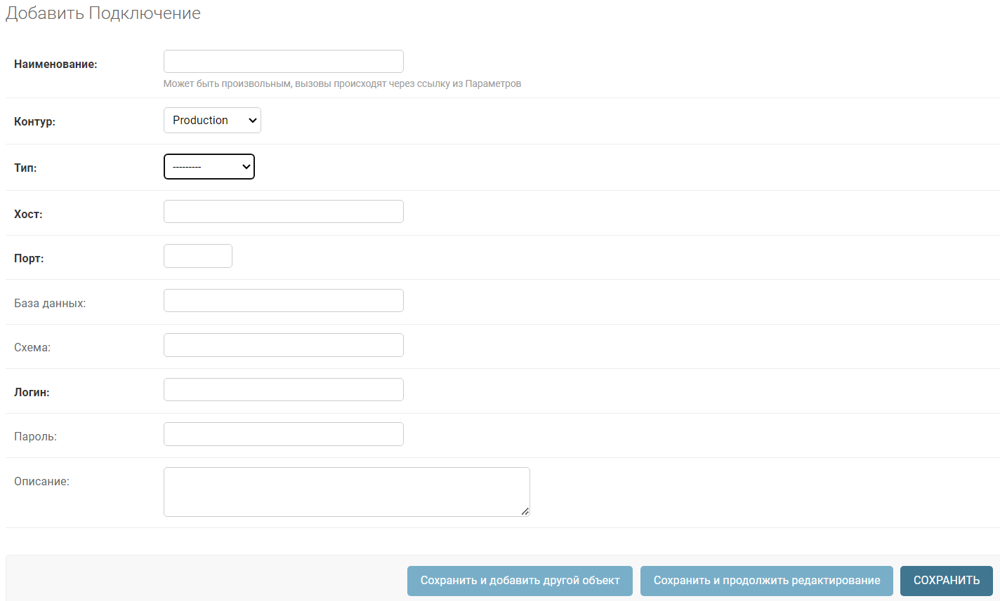 Добавить Подключение
Наименование:
Может быть произвольным, вызовы происходят через ссылку из Параметров
Контур: Production
Тип: ---------
Хост:
Порт:
База данных:
Схема:
Логин:
Пароль:
Описание:
Сохранить и добавить другой объект Сохранить и продолжить редактирование СОХРАНИТЬ